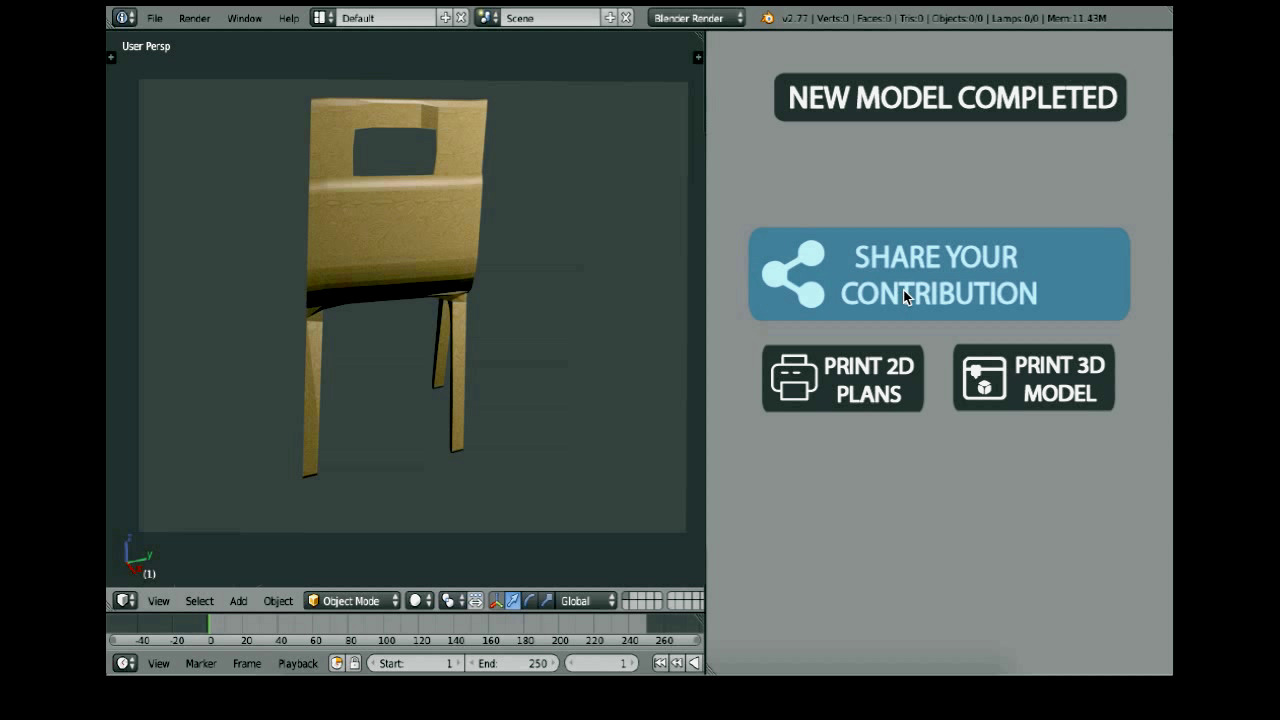 File Render Window Help Default Scene Blender Render v2.77 | Verts:0 | Faces:0 | Tris:0 | Objects:0/0 | Lamps:0/0 | Mem:11.43M
User Persp
NEW MODEL COMPLETED
SHARE YOUR
CONTRIBUTION
PRINT 2D
PLANS
PRINT 3D
MODEL
z
y
x
(1)
View Select Add Object Object Mode Global
-40 -20 0 20 40 60 80 100 120 140 160 180 200 220 240 260
View Marker Frame Playback Start: 1 End: 250 1